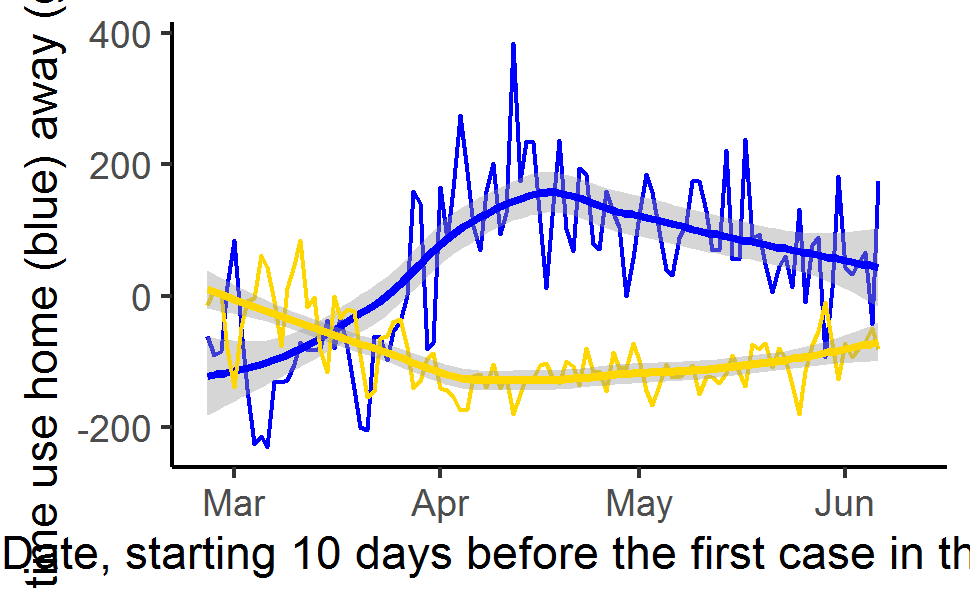 time use home (blue) away (
400
200
0
-200
Mar Apr May Jun
Date, starting 10 days before the first case in th